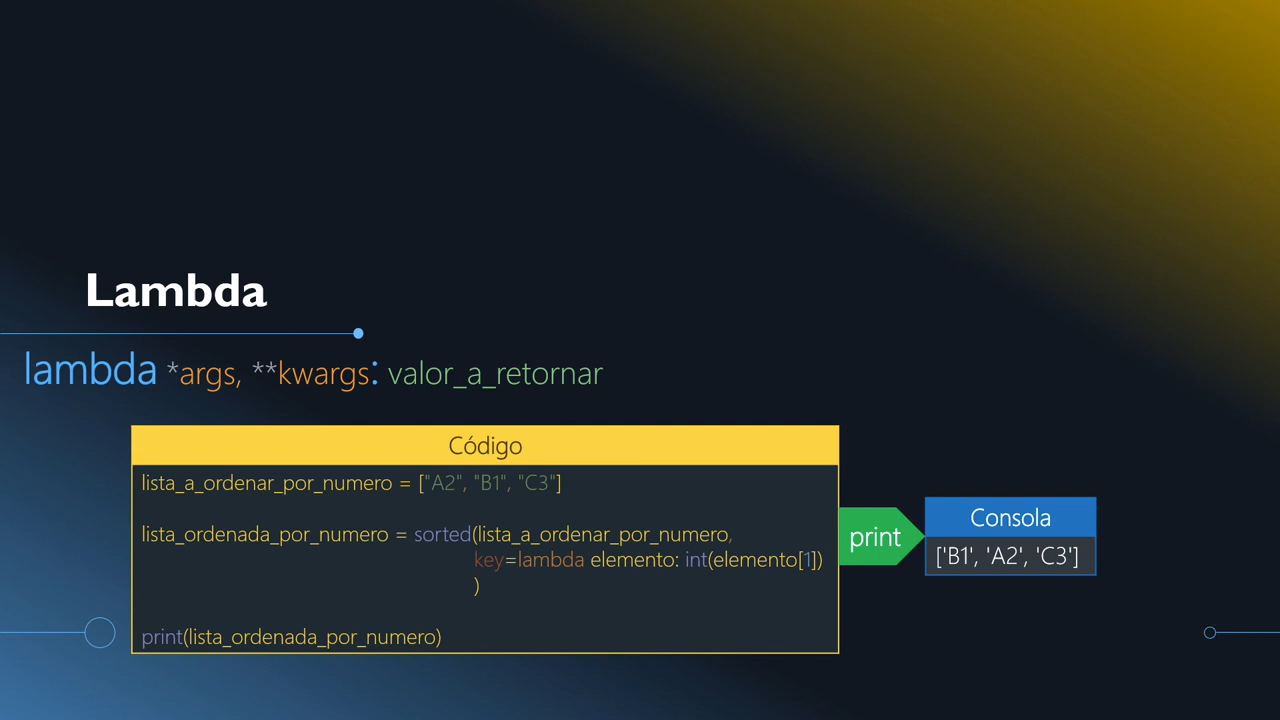 Lambda
lambda *args, **kwargs: valor_a_retornar
Código
lista_a_ordenar_por_numero = ["A2", "B1", "C3"]
lista_ordenada_por_numero = sorted(lista_a_ordenar_por_numero,
key=lambda elemento: int(elemento[1])
)
print(lista_ordenada_por_numero)
print
Consola
['B1', 'A2', 'C3']